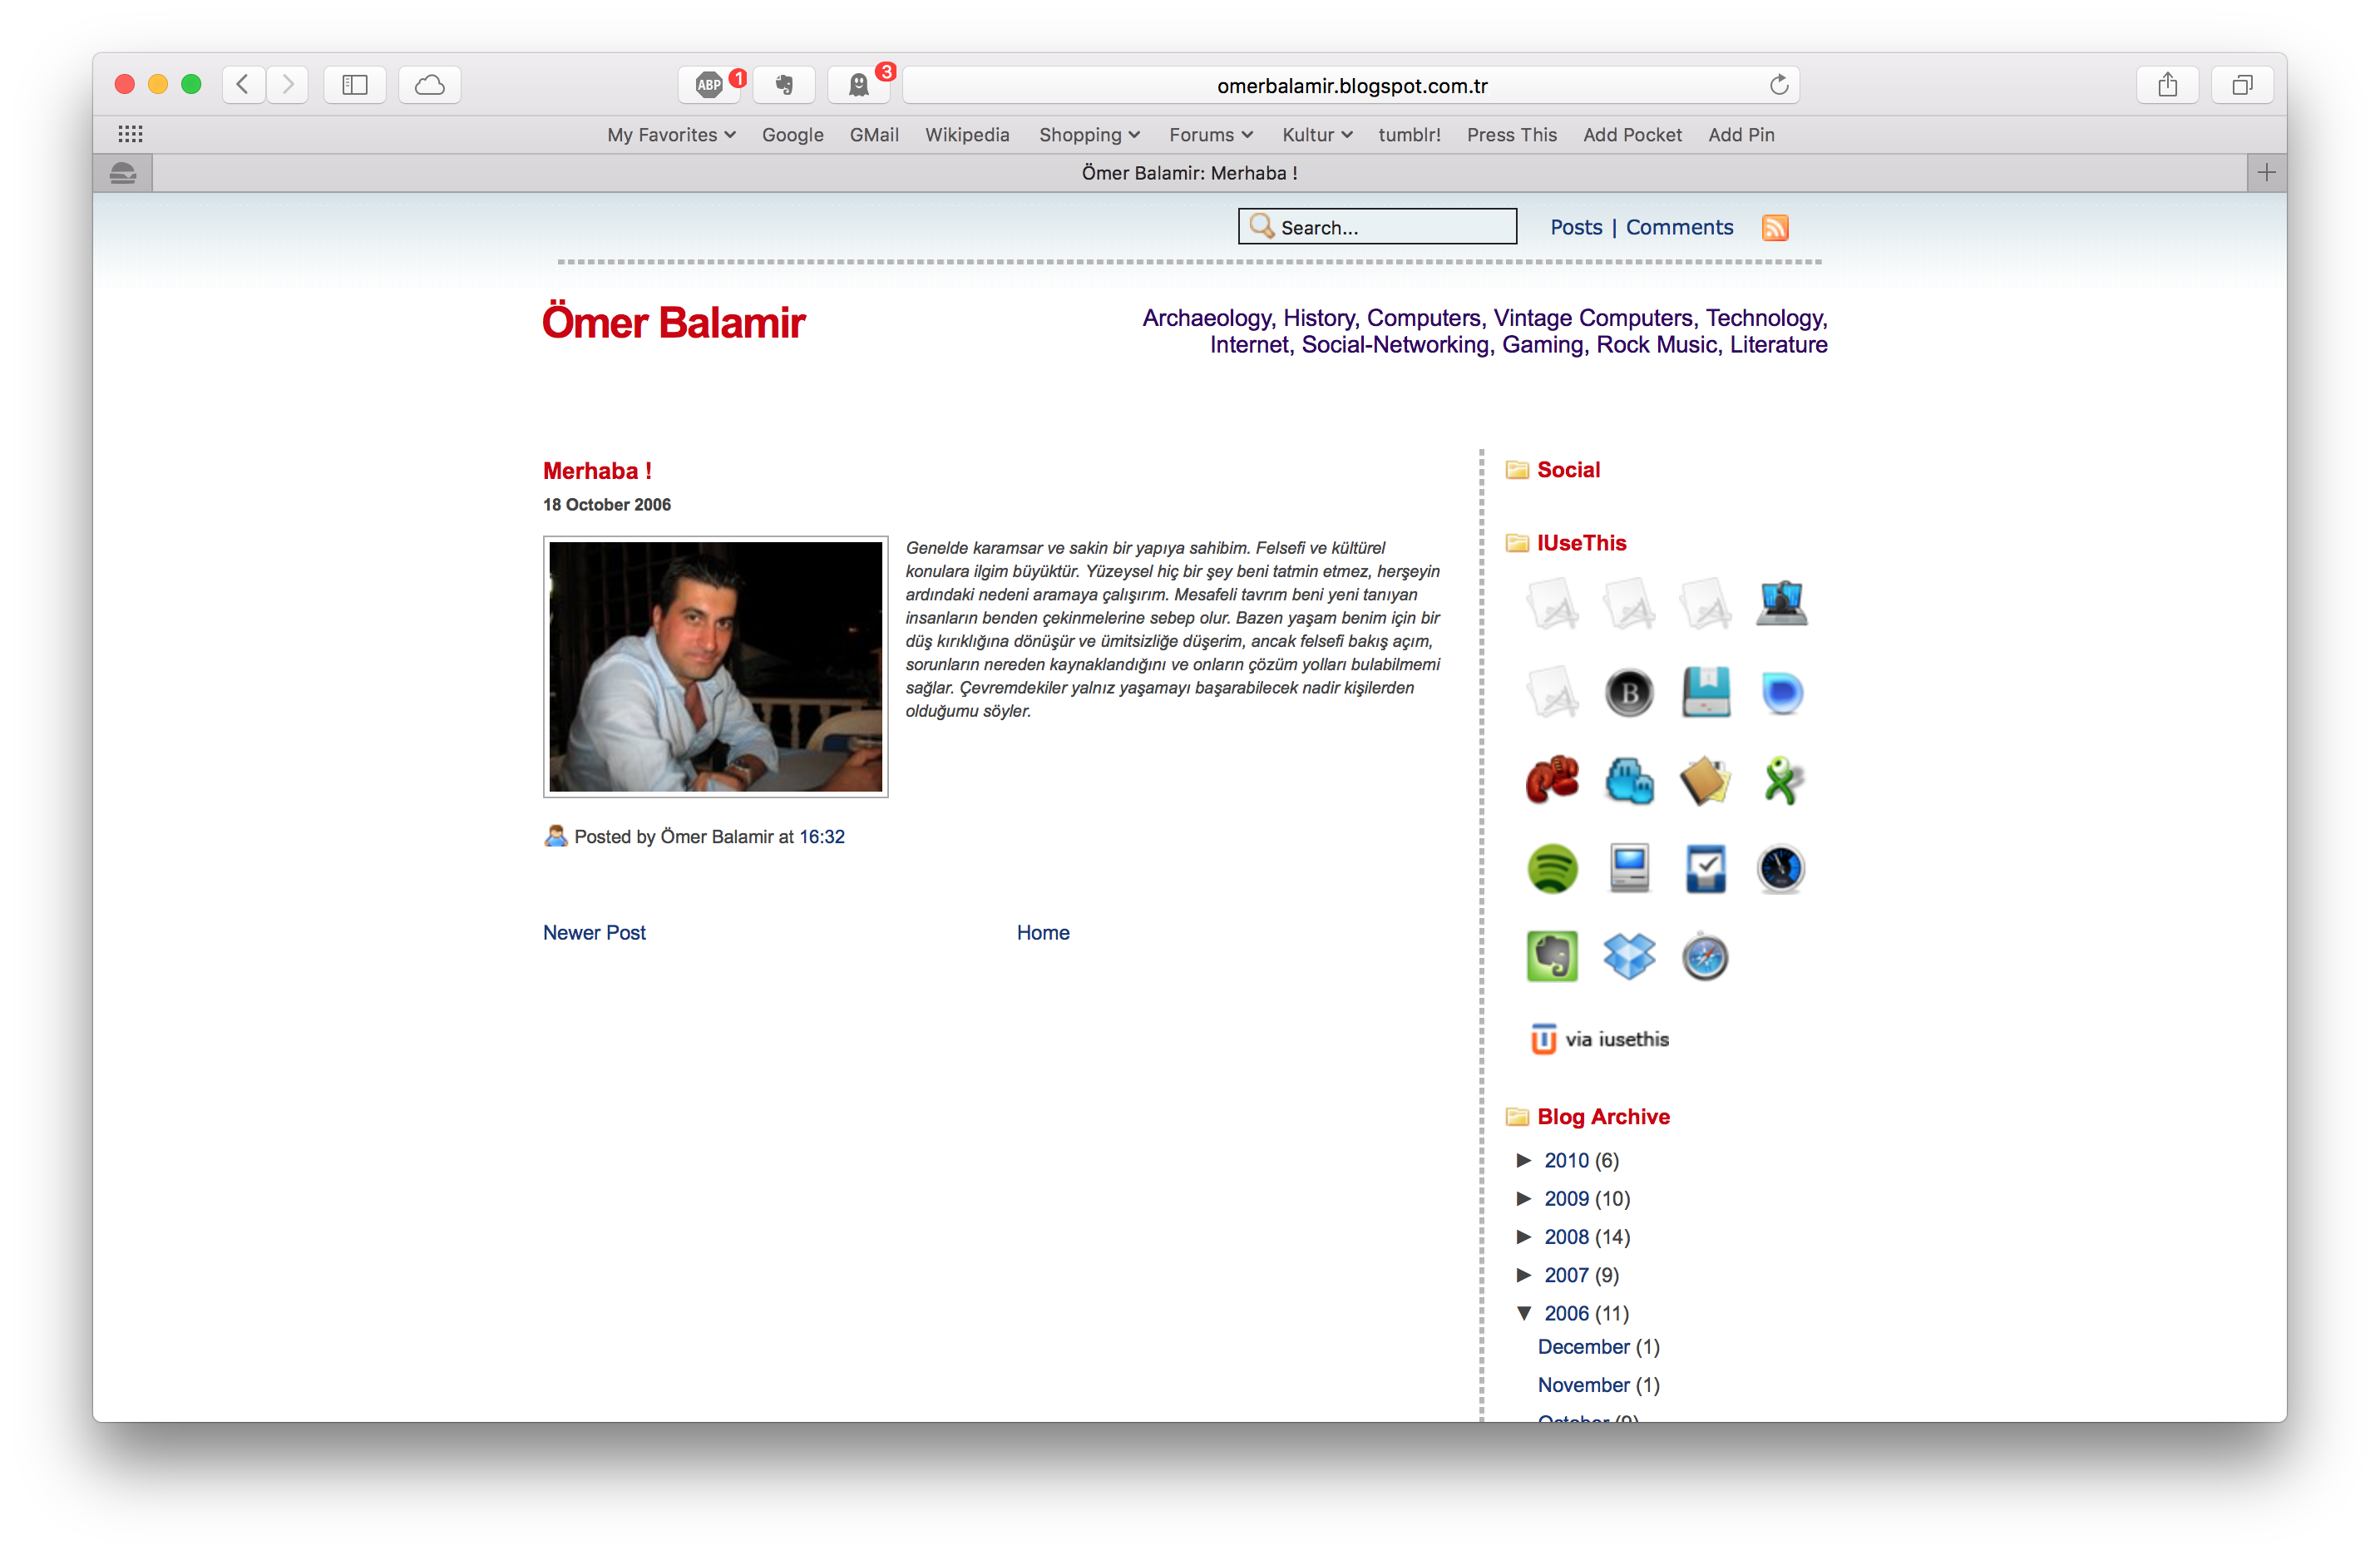 ABP
1
3
omerbalamir.blogspot.com.tr
My Favorites
Google
GMail
Wikipedia
Shopping
Forums
Kultur
tumblr!
Press This
Add Pocket
Add Pin
Ömer Balamir: Merhaba !
Search...
Posts | Comments
Ömer Balamir
Archaeology, History, Computers, Vintage Computers, Technology,
Internet, Social-Networking, Gaming, Rock Music, Literature
Merhaba !
18 October 2006
Genelde karamsar ve sakin bir yapıya sahibim. Felsefi ve kültürel
konulara ilgim büyüktür. Yüzeysel hiç bir şey beni tatmin etmez, herşeyin
ardındaki nedeni aramaya çalışırım. Mesafeli tavrım beni yeni tanıyan
insanların benden çekinmelerine sebep olur. Bazen yaşam benim için bir
düş kırıklığına dönüşür ve ümitsizliğe düşerim, ancak felsefi bakış açım,
sorunların nereden kaynaklandığını ve onların çözüm yolları bulabilmemi
sağlar. Çevremdekiler yalnız yaşamayı başarabilecek nadir kişilerden
olduğumu söyler.
Posted by Ömer Balamir at 16:32
Newer Post
Home
Social
IUseThis
B
via iusethis
Blog Archive
► 2010 (6)
► 2009 (10)
► 2008 (14)
► 2007 (9)
▼ 2006 (11)
December (1)
November (1)
October (9)